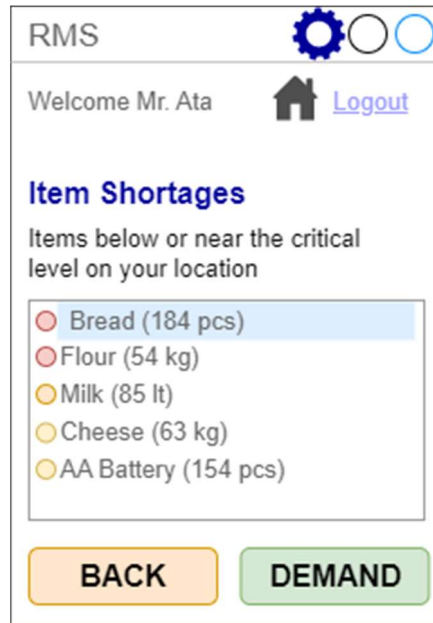 RMS
Welcome Mr. Ata
Logout
Item Shortages
Items below or near the critical
level on your location
Bread (184 pcs)
Flour (54 kg)
Milk (85 lt)
Cheese (63 kg)
AA Battery (154 pcs)
BACK
DEMAND